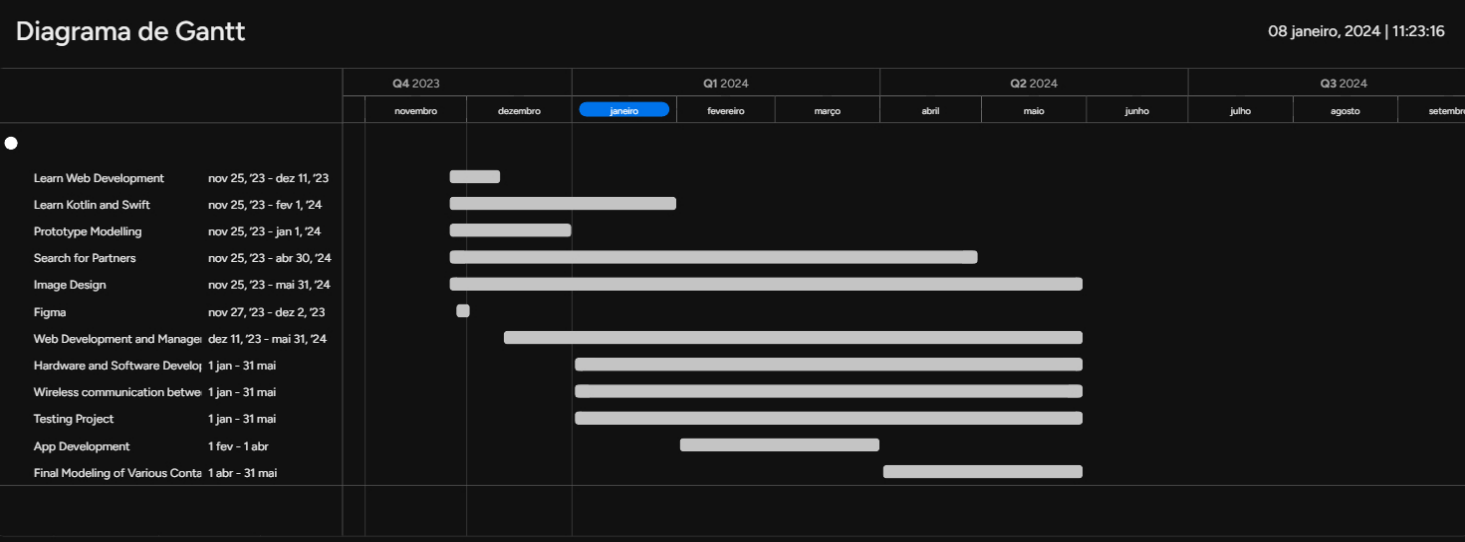 Diagrama de Gantt
08 janeiro, 2024 | 11:23:16
Q4 2023 Q1 2024 Q2 2024 Q3 2024
novembro dezembro janeiro fevereiro março abril maio junho julho agosto setembro
Learn Web Development nov 25, '23 - dez 11, '23
Learn Kotlin and Swift nov 25, '23 - fev 1, '24
Prototype Modelling nov 25, '23 - jan 1, '24
Search for Partners nov 25, '23 - abr 30, '24
Image Design nov 25, '23 - mai 31, '24
Figma nov 27, '23 - dez 2, '23
Web Development and Manage dez 11, '23 - mai 31, '24
Hardware and Software Develo 1 jan - 31 mai
Wireless communication betwe 1 jan - 31 mai
Testing Project 1 jan - 31 mai
App Development 1 fev - 1 abr
Final Modeling of Various Conta 1 abr - 31 mai